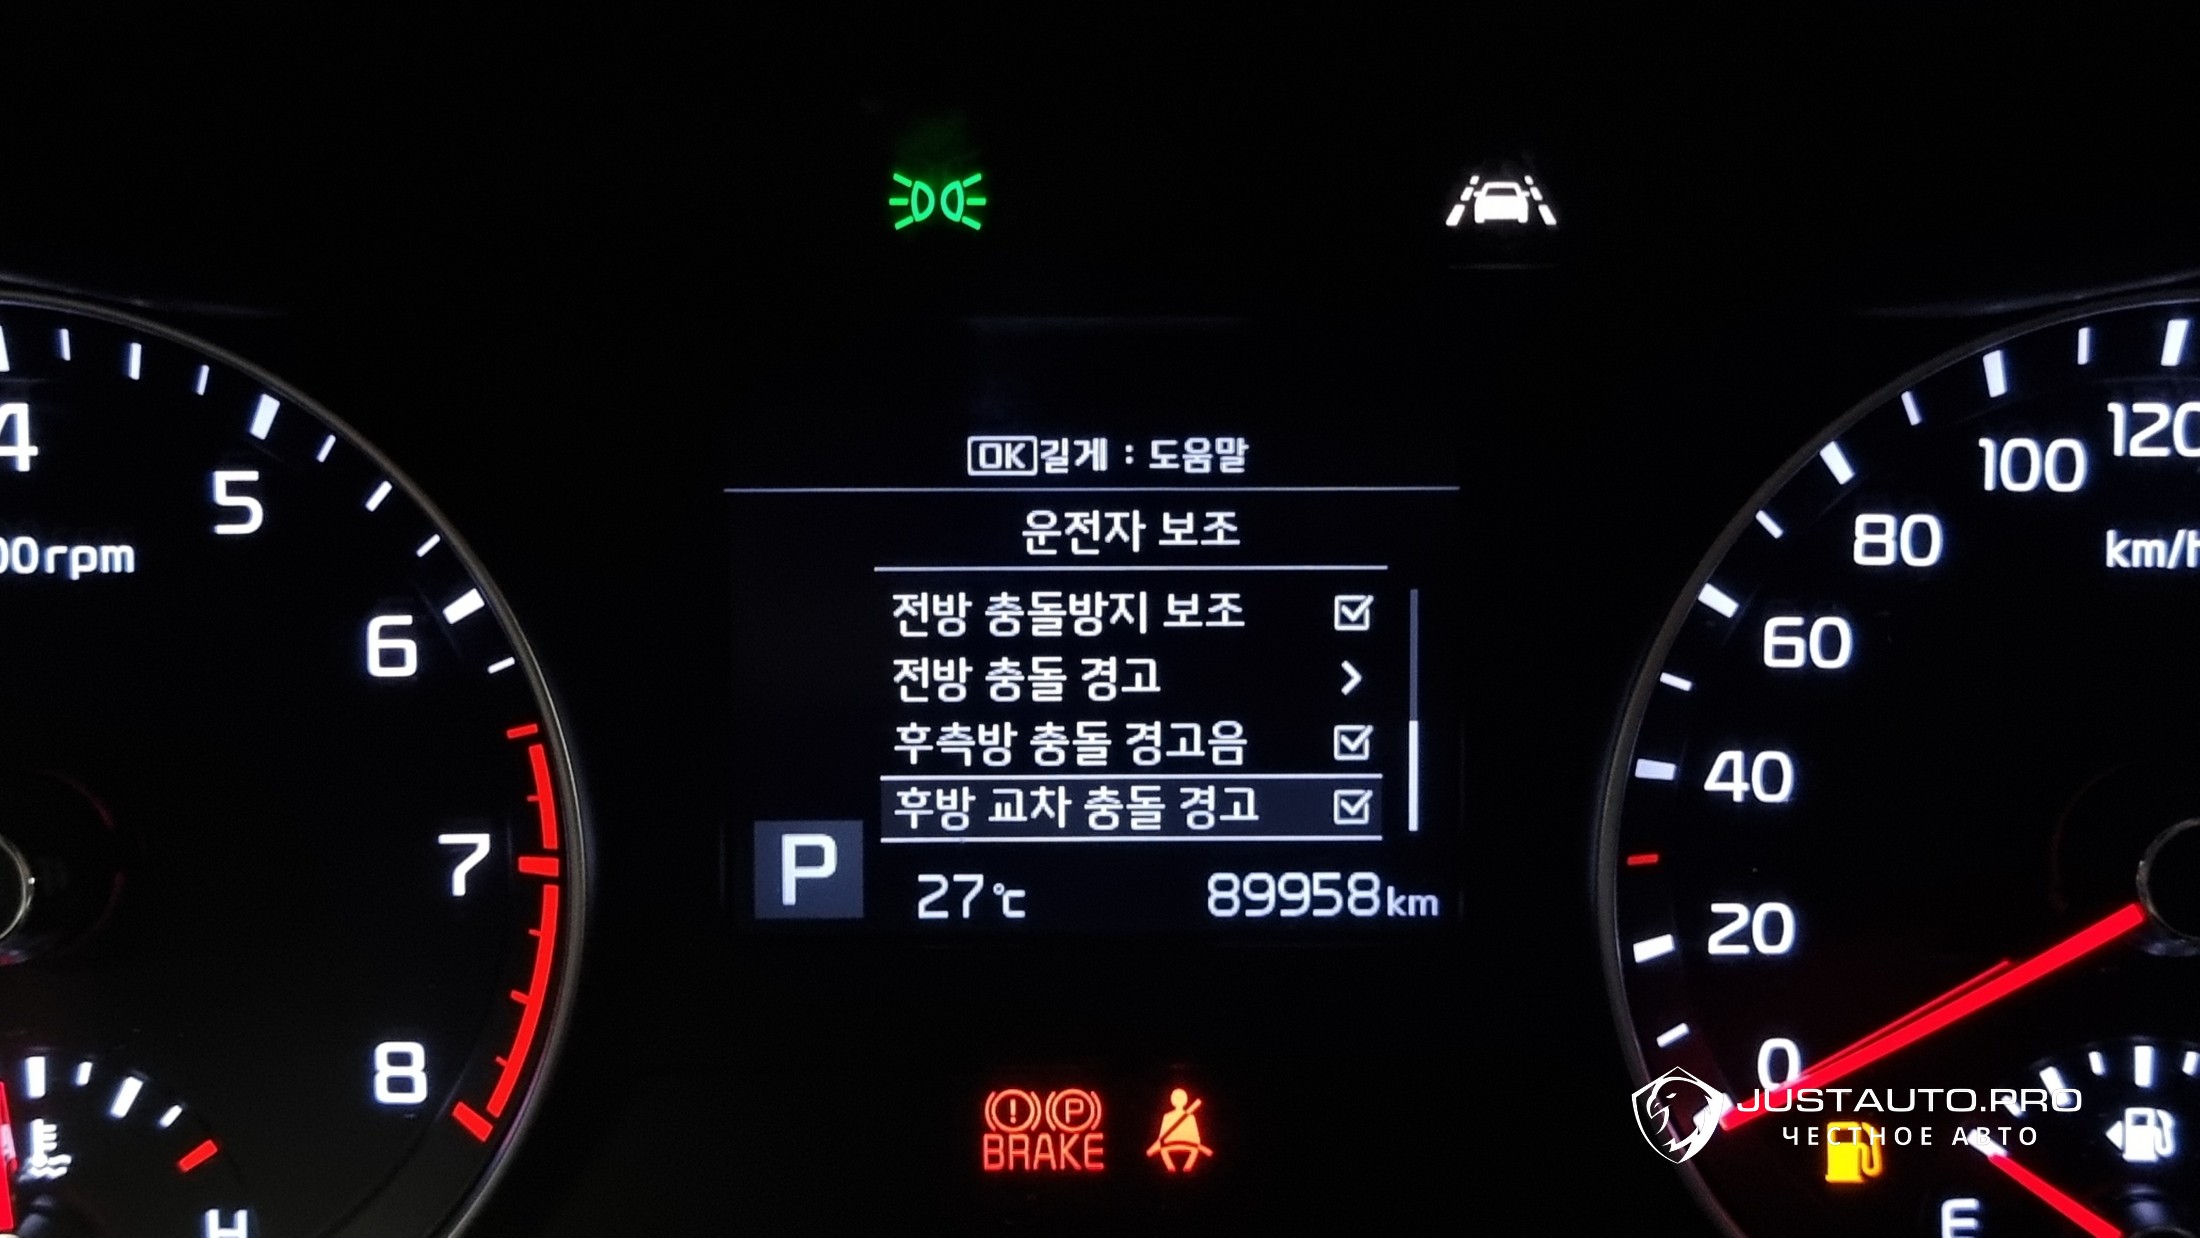 OK길게 : 도움말
운전자 보조
전방 충돌방지 보조
전방 충돌 경고
후측방 충돌 경고음
후방 교차 충돌 경고
P
27℃ 89958km
4
5
00rpm
6
7
8
H
120
100
80
km/h
60
40
20
0
E
BRAKE
JUSTAUTO.PRO
ЧЕСТНОЕ АВТО